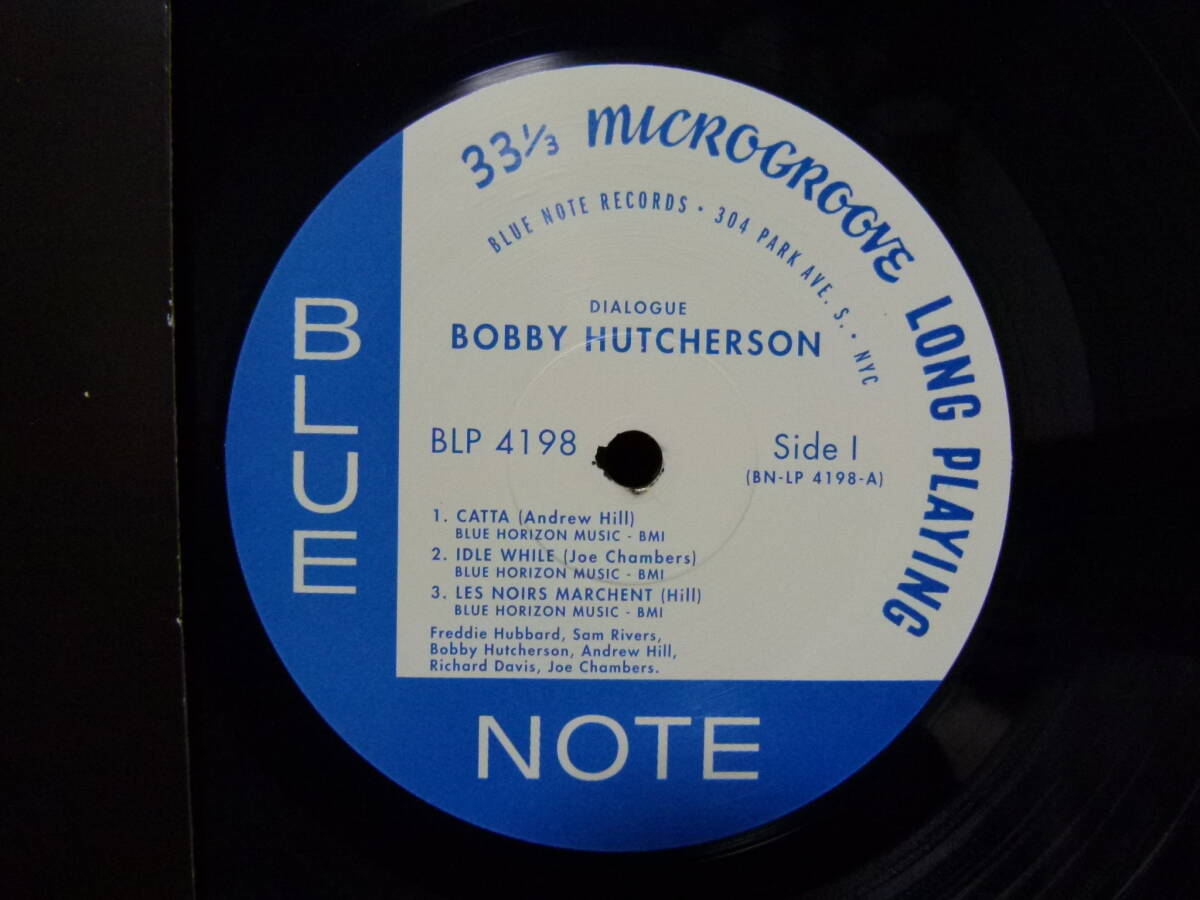 33 1/3 MICROGROOVE LONG PLAYING
BLUE NOTE RECORDS · 304 PARK AVE. S. · NYC
DIALOGUE
BOBBY HUTCHERSON
BLP 4198
Side I
(BN-LP 4198-A)
1. CATTA (Andrew Hill)
BLUE HORIZON MUSIC - BMI
2. IDLE WHILE (Joe Chambers)
BLUE HORIZON MUSIC - BMI
3. LES NOIRS MARCHENT (Hill)
BLUE HORIZON MUSIC - BMI
Freddie Hubbard, Sam Rivers,
Bobby Hutcherson, Andrew Hill,
Richard Davis, Joe Chambers.
BLUE
NOTE